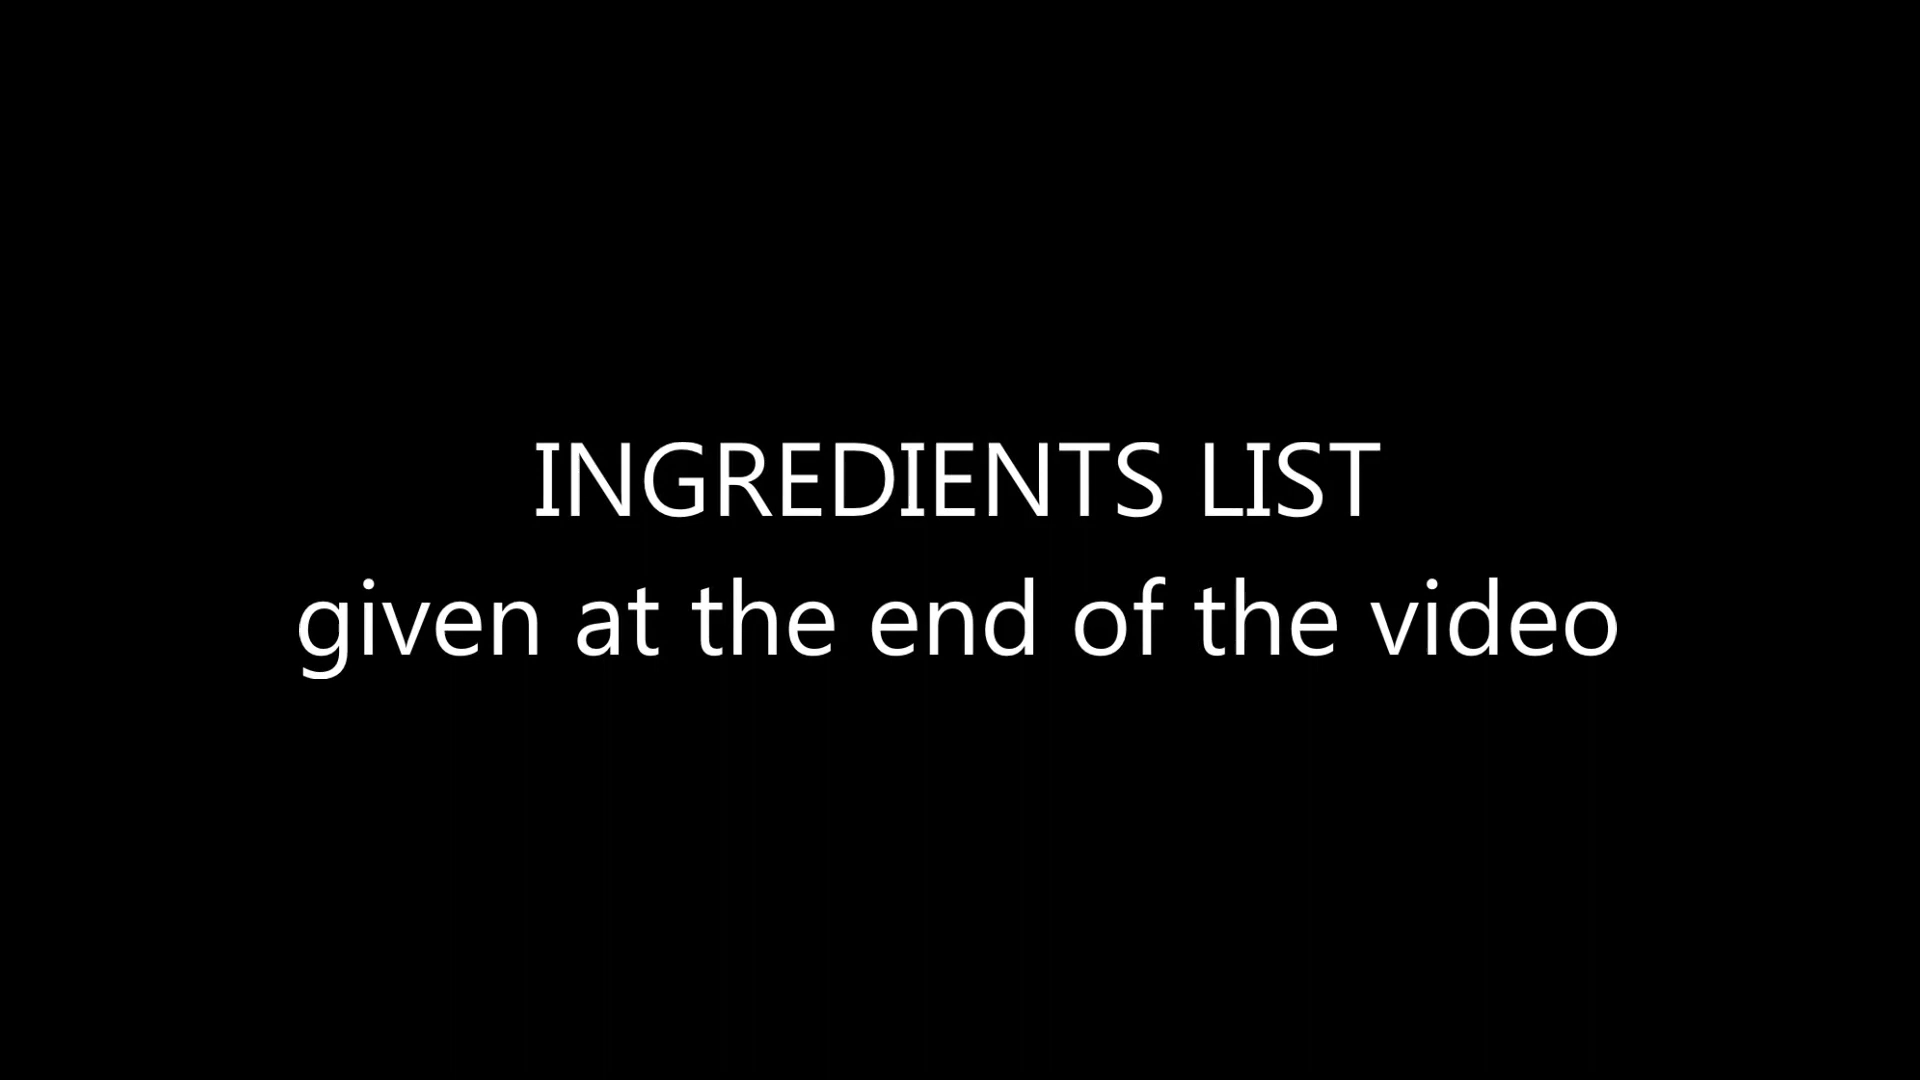 INGREDIENTS LIST
given at the end of the video